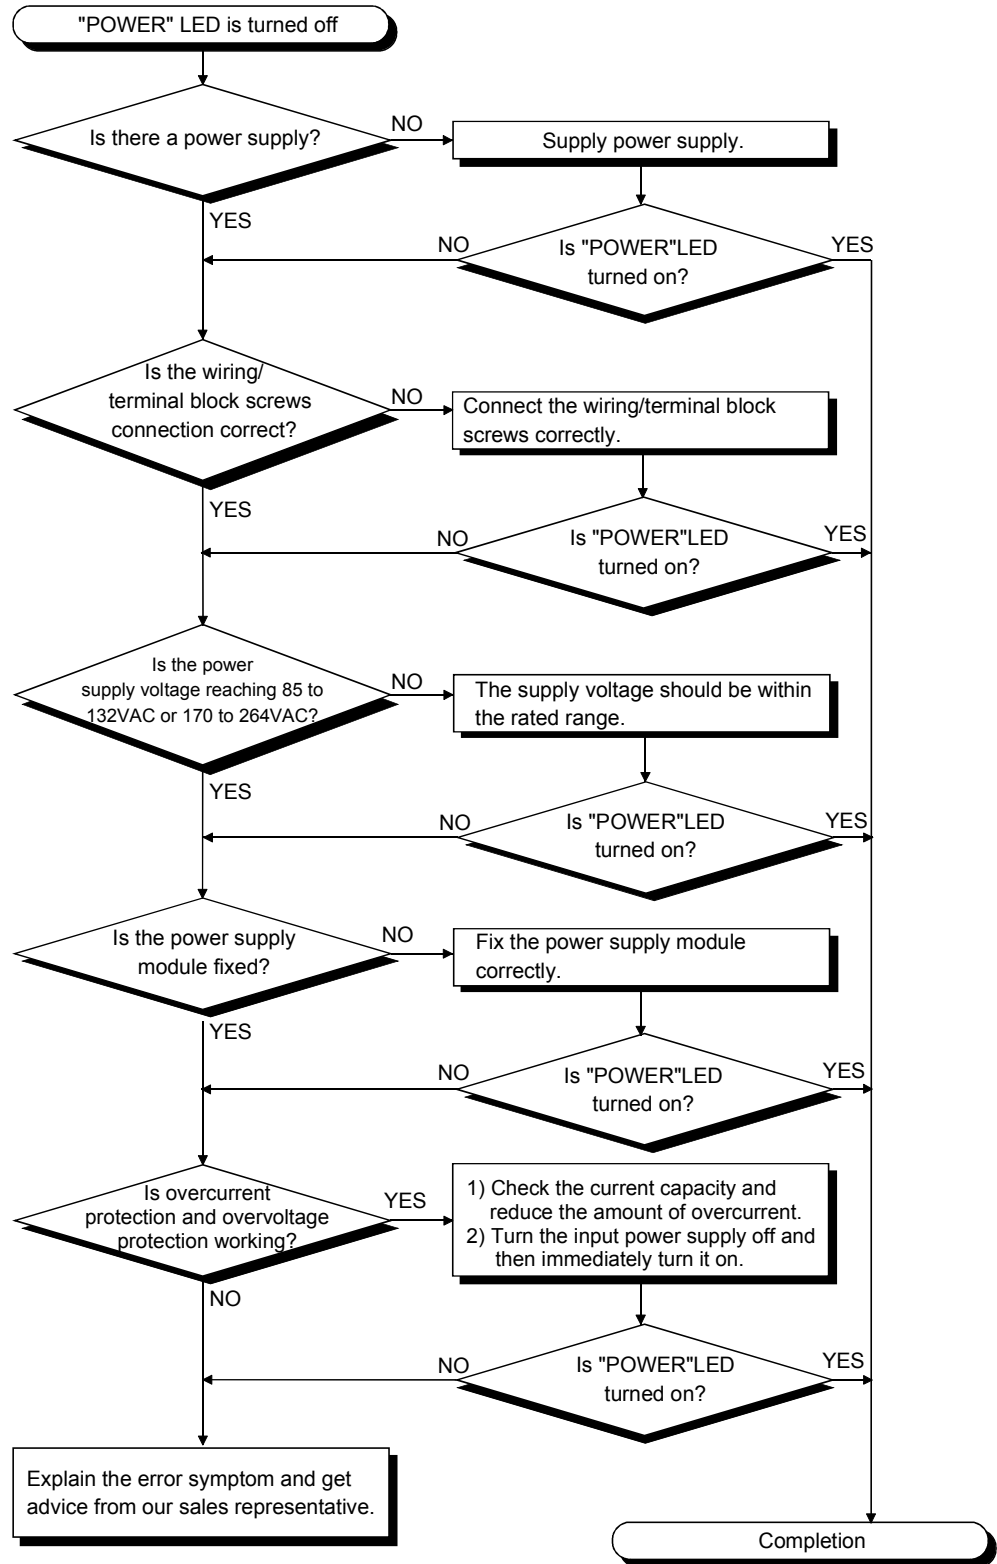 "POWER" LED is turned off
Is there a power supply?
NO
Supply power supply.
YES
NO
Is "POWER"LED
turned on?
YES
Is the wiring/
terminal block screws
connection correct?
NO
Connect the wiring/terminal block
screws correctly.
YES
NO
Is "POWER"LED
turned on?
YES
Is the power
supply voltage reaching 85 to
132VAC or 170 to 264VAC?
NO
The supply voltage should be within
the rated range.
YES
NO
Is "POWER"LED
turned on?
YES
Is the power supply
module fixed?
NO
Fix the power supply module
correctly.
YES
NO
Is "POWER"LED
turned on?
YES
Is overcurrent
protection and overvoltage
protection working?
YES
1) Check the current capacity and
reduce the amount of overcurrent.
2) Turn the input power supply off and
then immediately turn it on.
NO
NO
Is "POWER"LED
turned on?
YES
Explain the error symptom and get
advice from our sales representative.
Completion